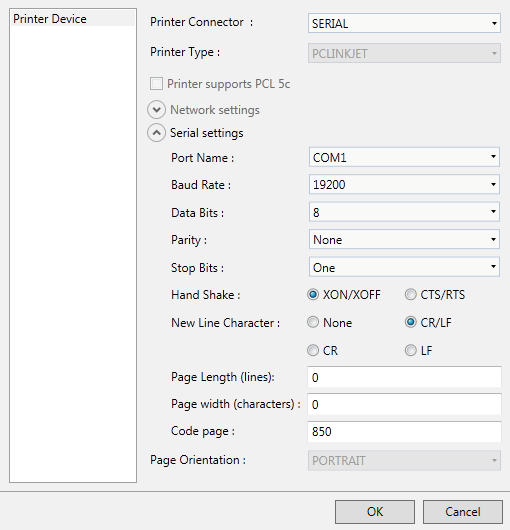 Printer Device
Printer Connector : SERIAL
Printer Type : PCLINKJET
Printer supports PCL 5c
Network settings
Serial settings
Port Name : COM1
Baud Rate : 19200
Data Bits : 8
Parity : None
Stop Bits : One
Hand Shake : XON/XOFF CTS/RTS
New Line Character : None CR/LF
CR LF
Page Length (lines): 0
Page width (characters) : 0
Code page : 850
Page Orientation : PORTRAIT
OK Cancel